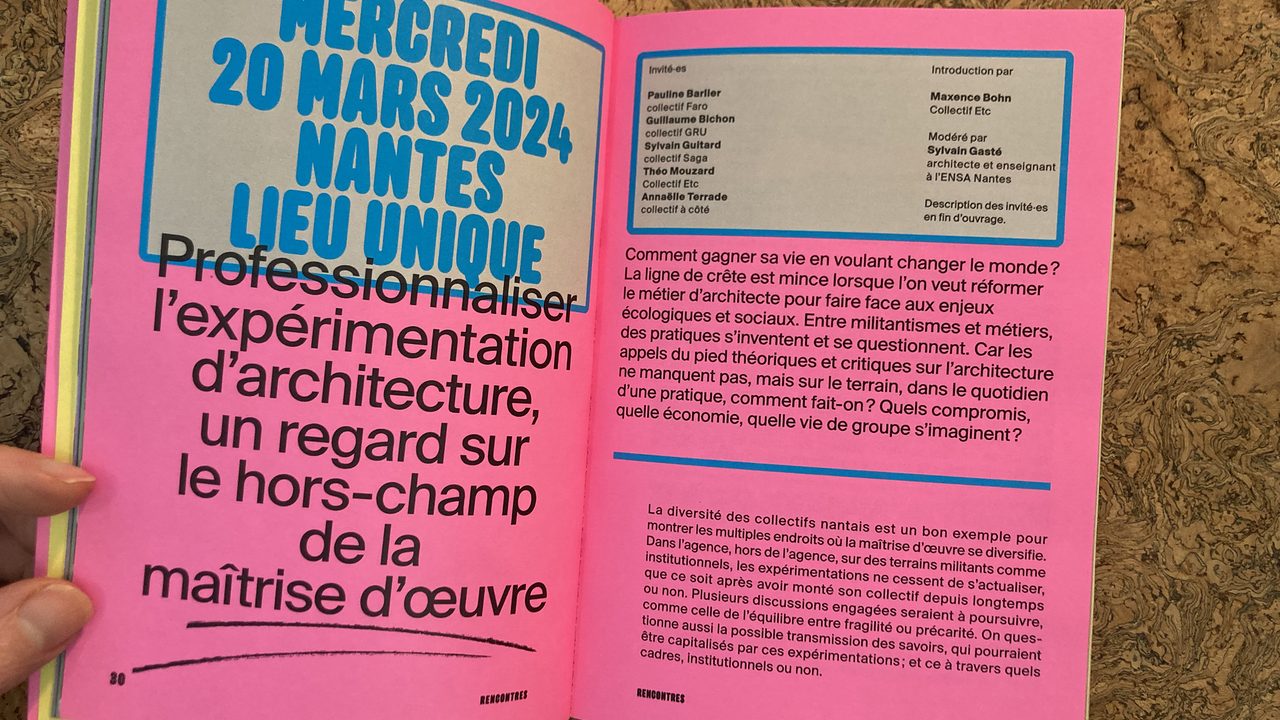 MERCREDI
20 MARS 2024
NANTES
LIEU UNIQUE
Professionnaliser
l'expérimentation
d'architecture,
un regard sur
le hors-champ
de la
maîtrise d'œuvre
30
RENCONTRES
Invité·es
Pauline Barlier
collectif Faro
Guillaume Bichon
collectif GRU
Sylvain Guitard
collectif Saga
Théo Mouzard
Collectif Etc
Annaëlle Terrade
collectif à côté
Introduction par
Maxence Bohn
Collectif Etc
Modéré par
Sylvain Gasté
architecte et enseignant
à l'ENSA Nantes
Description des invité·es
en fin d'ouvrage.
Comment gagner sa vie en voulant changer le monde ?
La ligne de crête est mince lorsque l'on veut réformer
le métier d'architecte pour faire face aux enjeux
écologiques et sociaux. Entre militantismes et métiers,
des pratiques s'inventent et se questionnent. Car les
appels du pied théoriques et critiques sur l'architecture
ne manquent pas, mais sur le terrain, dans le quotidien
d'une pratique, comment fait-on ? Quels compromis,
quelle économie, quelle vie de groupe s'imaginent ?
La diversité des collectifs nantais est un bon exemple pour
montrer les multiples endroits où la maîtrise d'œuvre se diversifie.
Dans l'agence, hors de l'agence, sur des terrains militants comme
institutionnels, les expérimentations ne cessent de s'actualiser,
que ce soit après avoir monté son collectif depuis longtemps
ou non. Plusieurs discussions engagées seraient à poursuivre,
comme celle de l'équilibre entre fragilité ou précarité. On ques-
tionne aussi la possible transmission des savoirs, qui pourraient
être capitalisés par ces expérimentations ; et ce à travers quels
cadres, institutionnels ou non.
RENCONTRES